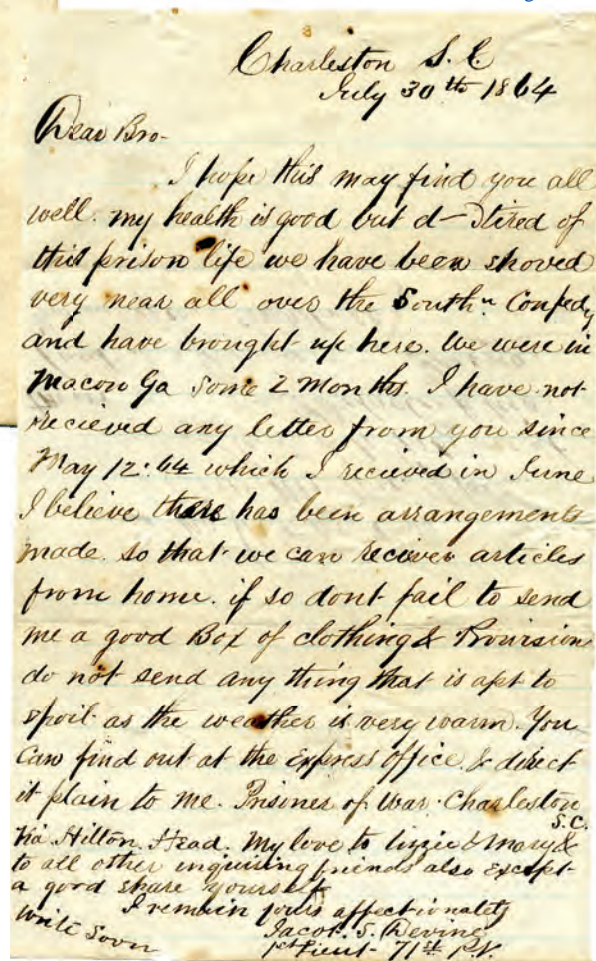 Charleston S. C
July 30th 1864
Dear Bro-
I hope this may find you all
well. my health is good but d— tired of
this prison life we have been shoved
very near all over the Southn Confedy
and have brought up here. We were in
Macon Ga some 2 Months. I have not
recieved any letter from you since
May 12. 64 which I recieved in June
I believe there has been arrangements
made. so that we can reciever articles
from home. if so dont fail to send
me a good Box of clothing & Provisions
do not send any thing that is apt to
spoil as the weather is very warm. You
can find out at the Express Office. & direct
it plain to me. Prisiner of War. Charleston
S.C.
Via Hilton Head. My love to Lizzie & Mary &
to all other inquiring friends also except
a good share yourself
I remain yours affectionately
Write Soon
Jacob. S. Devine
1st Lieut- 71st P.V.